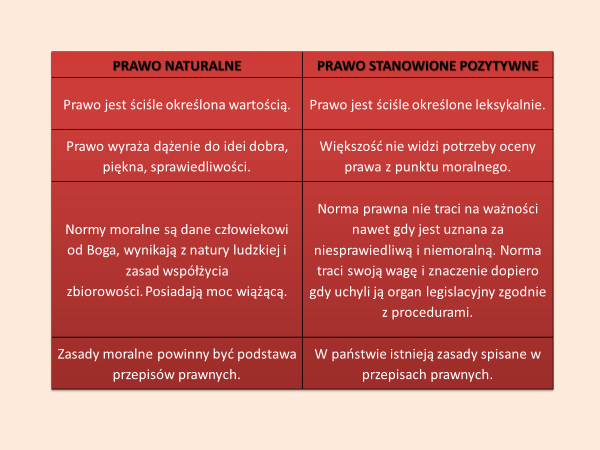 PRAWO NATURALNE
PRAWO STANOWIONE POZYTYWNE
Prawo jest ściśle określona wartością.
Prawo jest ściśle określone leksykalnie.
Prawo wyraża dążenie do idei dobra,
piękna, sprawiedliwości.
Większość nie widzi potrzeby oceny
prawa z punktu moralnego.
Normy moralne są dane człowiekowi
od Boga, wynikają z natury ludzkiej i
zasad współżycia
zbiorowości. Posiadają moc wiążącą.
Norma prawna nie traci na ważności
nawet gdy jest uznana za
niesprawiedliwą i niemoralną. Norma
traci swoją wagę i znaczenie dopiero
gdy uchyli ją organ legislacyjny zgodnie
z procedurami.
Zasady moralne powinny być podstawa
przepisów prawnych.
W państwie istnieją zasady spisane w
przepisach prawnych.